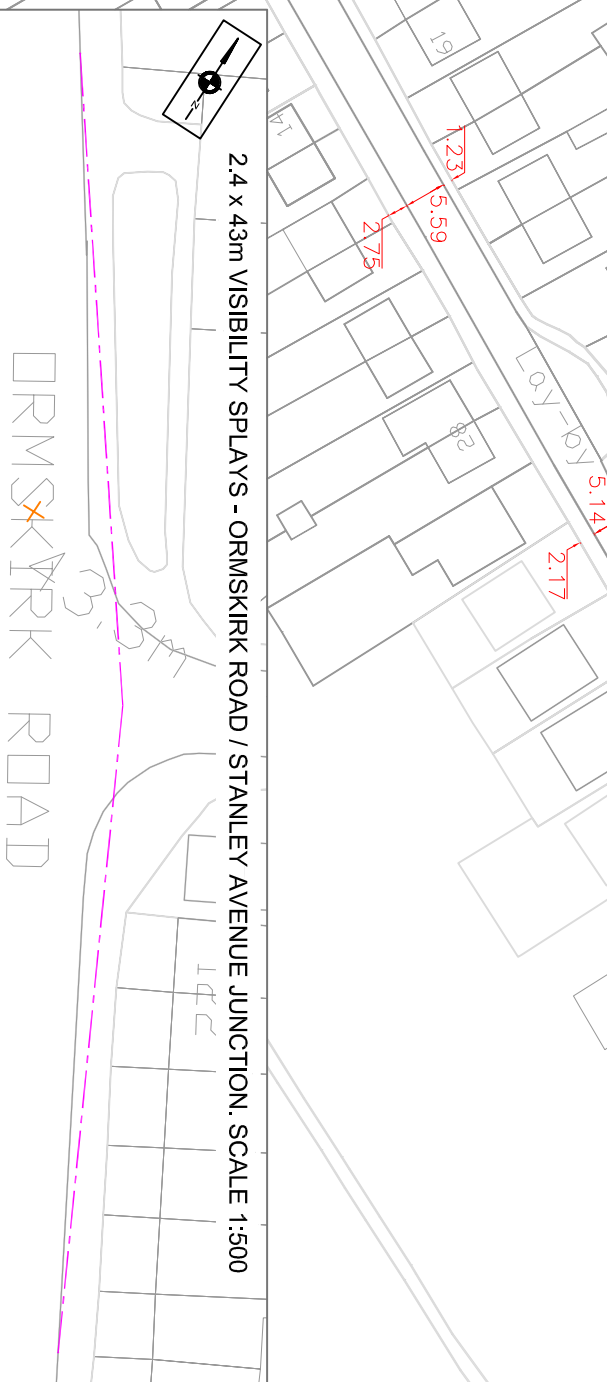 19
14
1.23
5.59
2.75
Lay-by
28
5.14
2.17
N
2.4 x 43m VISIBILITY SPLAYS - ORMSKIRK ROAD / STANLEY AVENUE JUNCTION. SCALE 1:500
ORMSKIRK ROAD